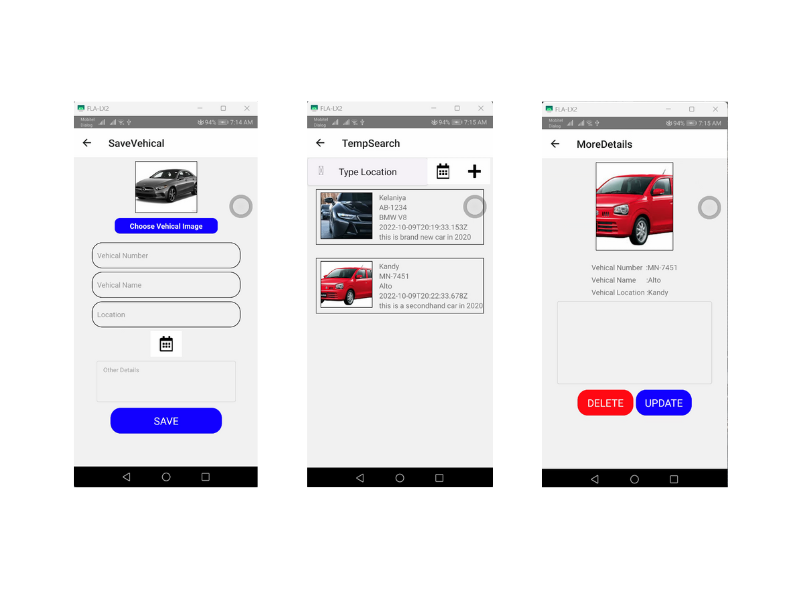 FLA-LX2
Mobitel
Dialog
94%
7:14 AM
SaveVehical
Choose Vehical Image
Vehical Number
Vehical Name
Location
Other Details
SAVE
FLA-LX2
Mobitel
Dialog
94%
7:15 AM
TempSearch
Type Location
Kelaniya
AB-1234
BMW V8
2022-10-09T20:19:33.153Z
this is brand new car in 2020
Kandy
MN-7451
Alto
2022-10-09T20:22:33.678Z
this is a secondhand car in 2020
FLA-LX2
Mobitel
Dialog
94%
7:18 AM
MoreDetails
Vehical Number :MN-7451
Vehical Name :Alto
Vehical Location :Kandy
DELETE
UPDATE